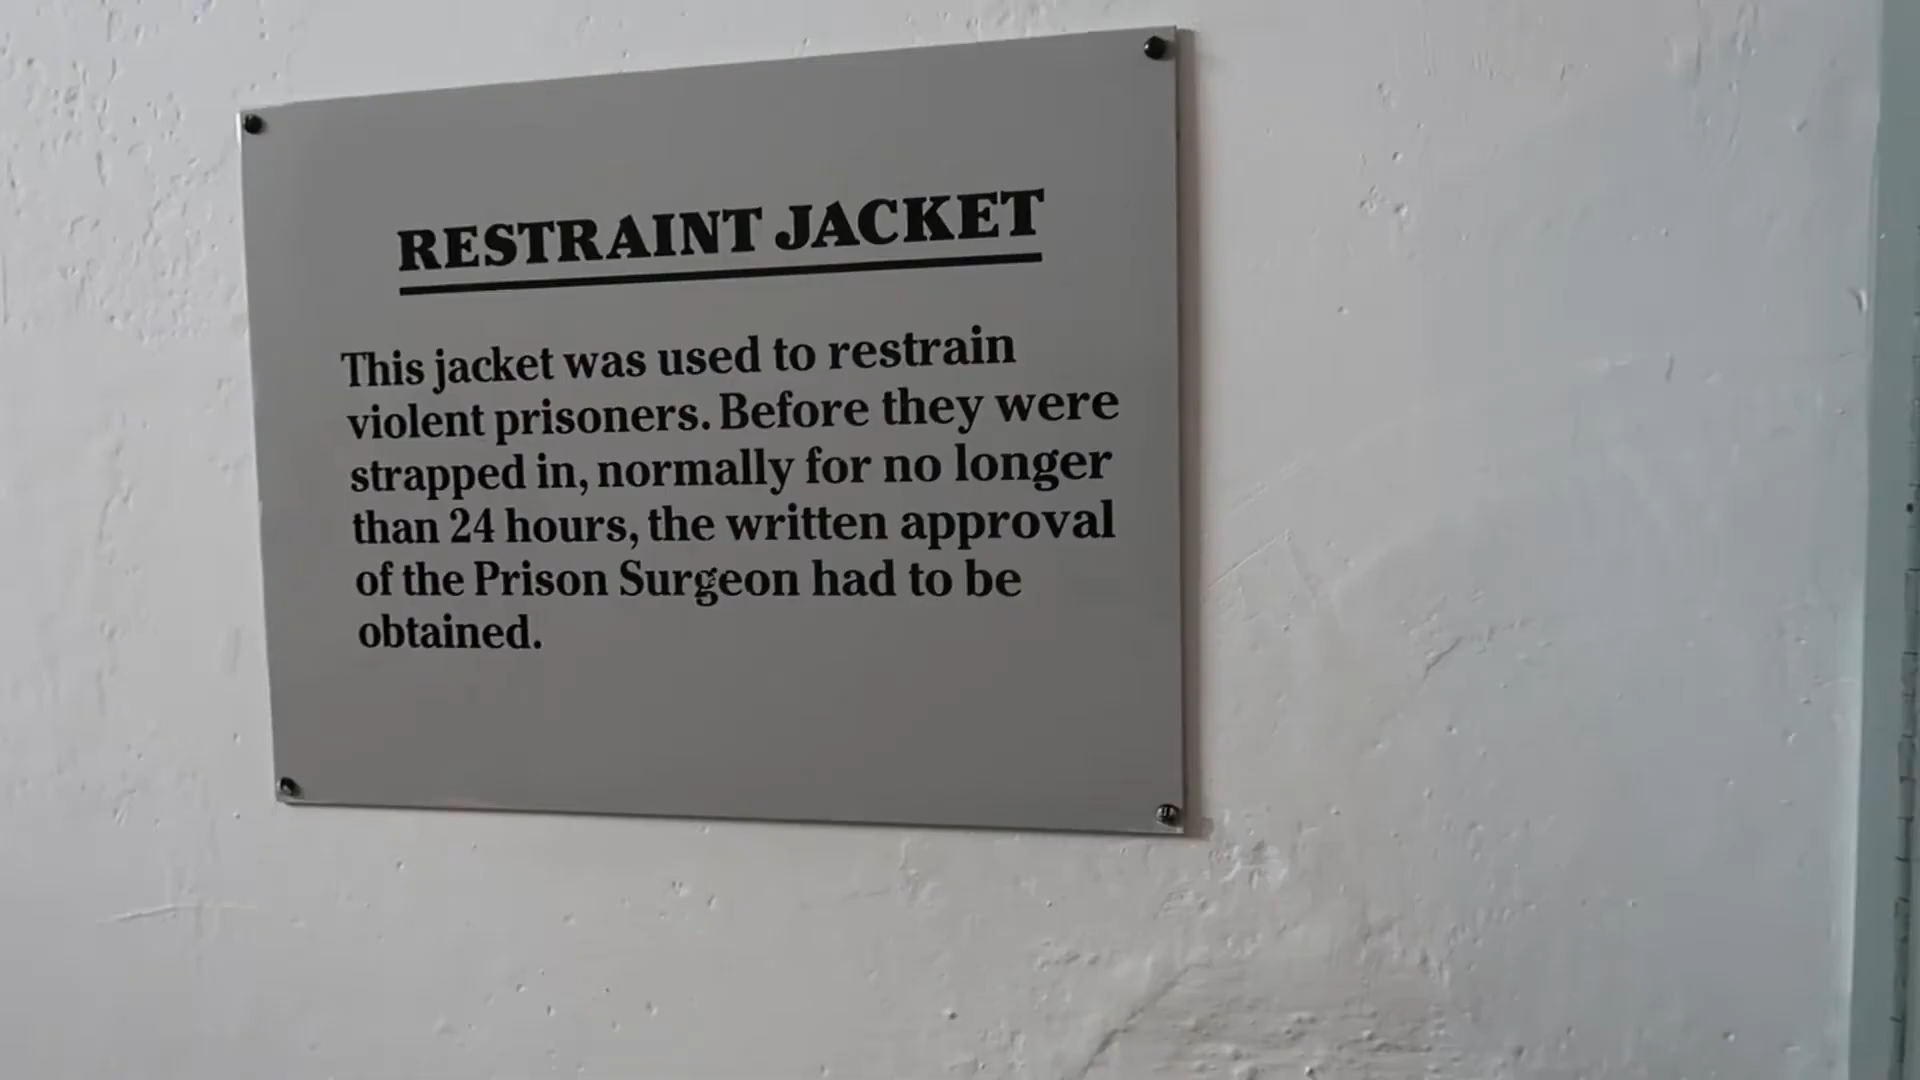 RESTRAINT JACKET
This jacket was used to restrain
violent prisoners. Before they were
strapped in, normally for no longer
than 24 hours, the written approval
of the Prison Surgeon had to be
obtained.